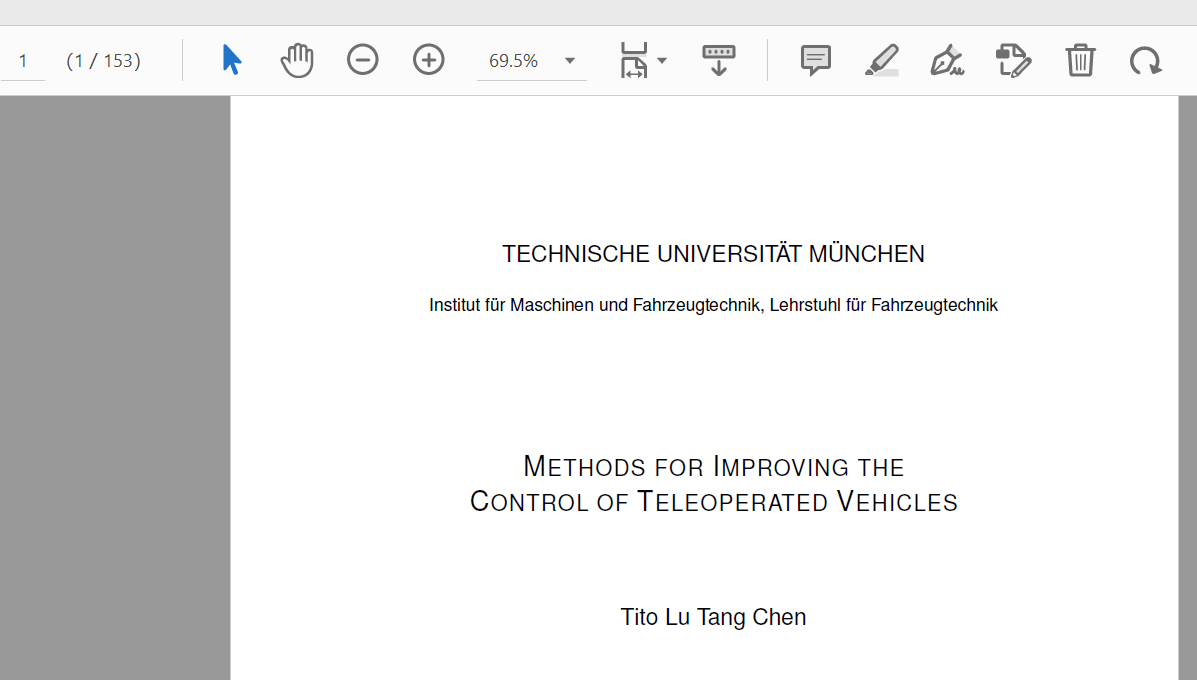 1 (1 / 153) 69.5%
TECHNISCHE UNIVERSITÄT MÜNCHEN
Institut für Maschinen und Fahrzeugtechnik, Lehrstuhl für Fahrzeugtechnik
METHODS FOR IMPROVING THE
CONTROL OF TELEOPERATED VEHICLES
Tito Lu Tang Chen